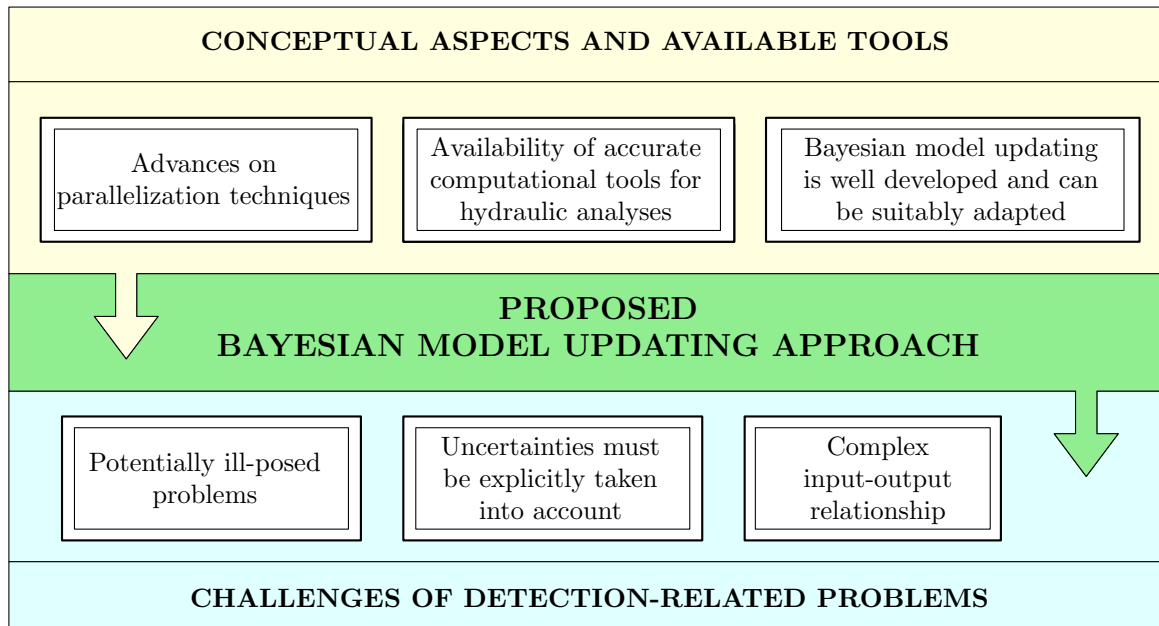 CONCEPTUAL ASPECTS AND AVAILABLE TOOLS
Advances on
parallelization techniques
Availability of accurate
computational tools for
hydraulic analyses
Bayesian model updating
is well developed and can
be suitably adapted
PROPOSED
BAYESIAN MODEL UPDATING APPROACH
Potentially ill-posed
problems
Uncertainties must
be explicitly taken
into account
Complex
input-output
relationship
CHALLENGES OF DETECTION-RELATED PROBLEMS